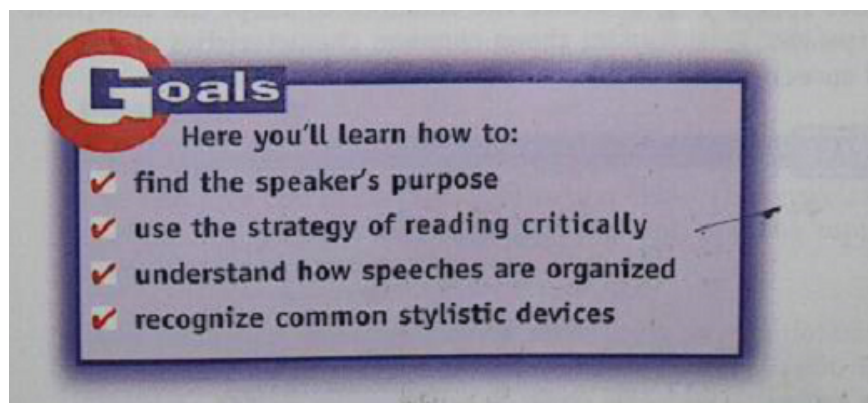 Goals
Here you'll learn how to:
✔ find the speaker's purpose
✔ use the strategy of reading critically
✔ understand how speeches are organized
✔ recognize common stylistic devices